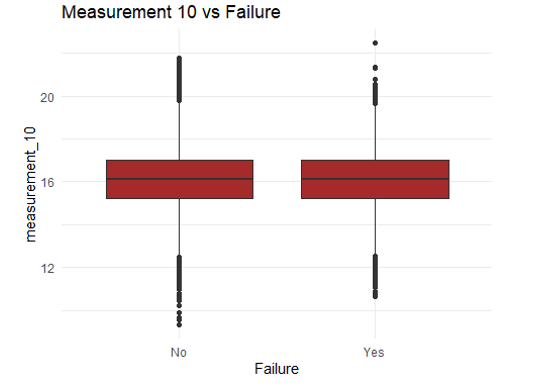 Measurement 10 vs Failure
measurement_10
20
16
12
No
Yes
Failure